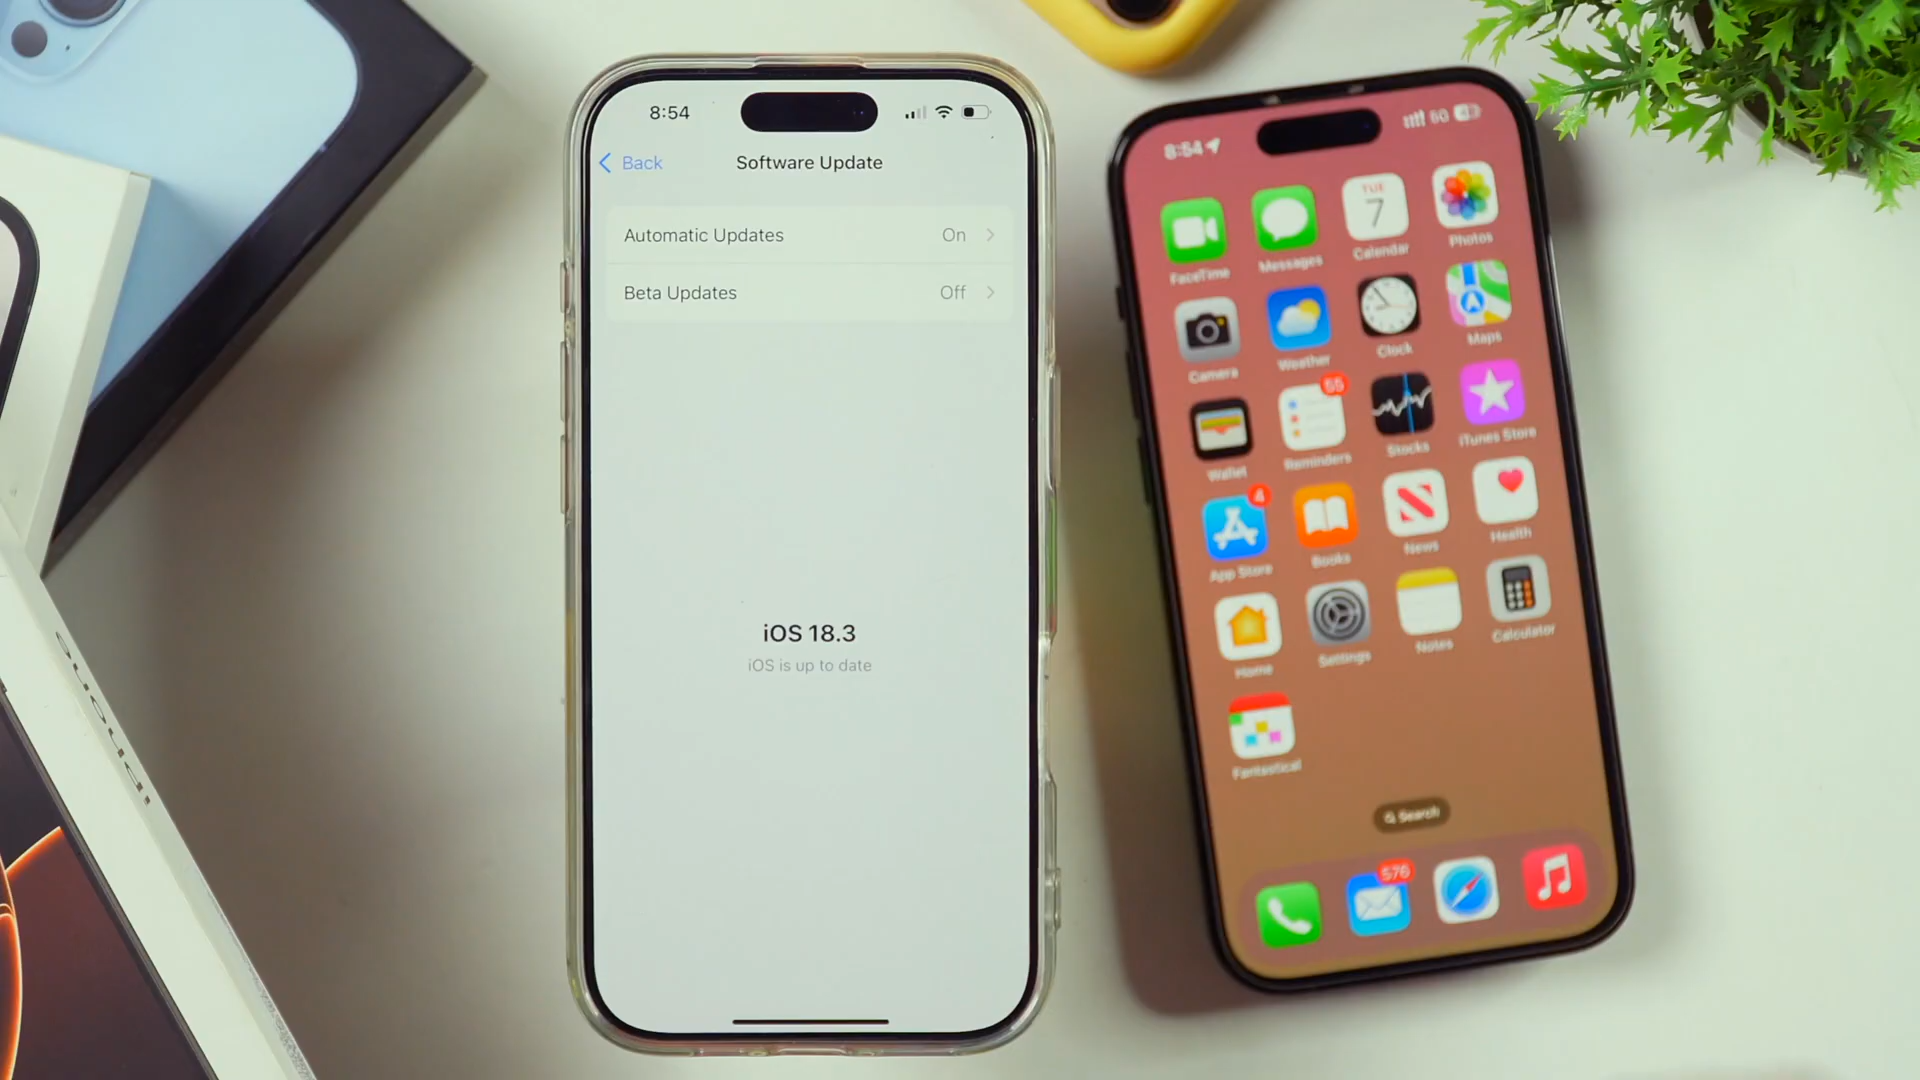 8:54
Back
Software Update
Automatic Updates
On
Beta Updates
Off
iOS 18.3
iOS is up to date
8:54
5G
FaceTime
Messages
TUE
7
Calendar
Photos
Camera
Weather
Clock
Maps
Wallet
55
Reminders
Stocks
iTunes Store
4
App Store
Books
News
Health
Home
Settings
Notes
Calculator
Fantastical
Search
576
iPhone